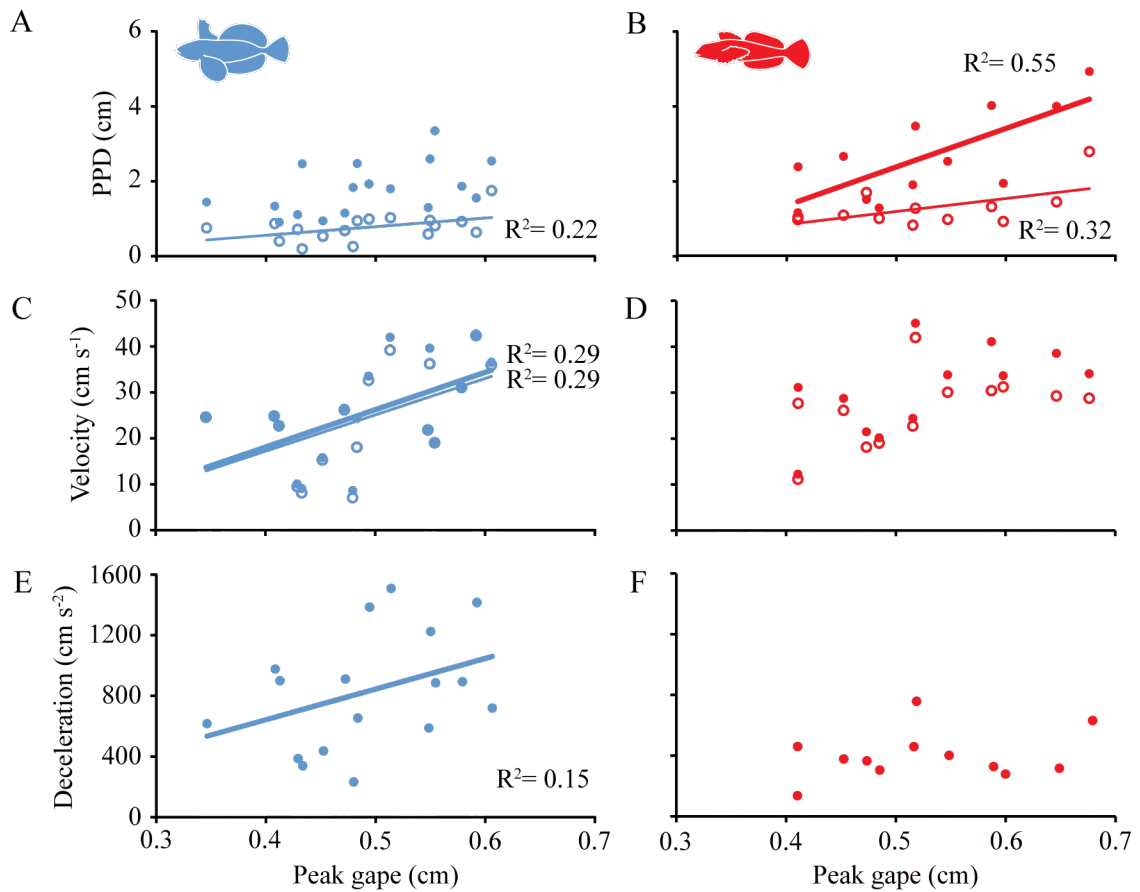 A
B
6
4
2
0
PPD (cm)
R²= 0.22
R²= 0.55
R²= 0.32
C
D
50
40
30
20
10
0
Velocity (cm s⁻¹)
R²= 0.29
R²= 0.29
E
F
1600
1200
800
400
0
Deceleration (cm s⁻²)
R²= 0.15
0.3 0.4 0.5 0.6 0.7
0.3 0.4 0.5 0.6 0.7
Peak gape (cm)
Peak gape (cm)